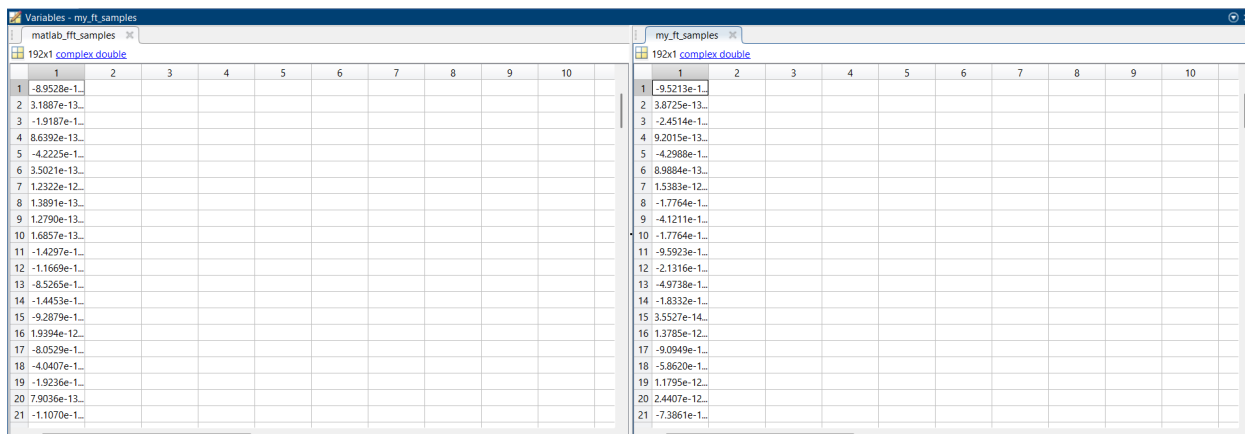 Variables - my_ft_samples
matlab_fft_samples
192x1 complex double
1 2 3 4 5 6 7 8 9 10
1 -8.9528e-1...
2 3.1887e-13...
3 -1.9187e-1...
4 8.6392e-13...
5 -4.2225e-1...
6 3.5021e-13...
7 1.2322e-12...
8 1.3891e-13...
9 1.2790e-13...
10 1.6857e-13...
11 -1.4297e-1...
12 -1.1669e-1...
13 -8.5265e-1...
14 -1.4453e-1...
15 -9.2879e-1...
16 1.9394e-12...
17 -8.0529e-1...
18 -4.0407e-1...
19 -1.9236e-1...
20 7.9036e-13...
21 -1.1070e-1...
my_ft_samples
192x1 complex double
1 2 3 4 5 6 7 8 9 10
1 -9.5213e-1...
2 3.8725e-13...
3 -2.4514e-1...
4 9.2015e-13...
5 -4.2988e-1...
6 8.9884e-13...
7 1.5383e-12...
8 -1.7764e-1...
9 -4.1211e-1...
10 -1.7764e-1...
11 -9.5923e-1...
12 -2.1316e-1...
13 -4.9738e-1...
14 -1.8332e-1...
15 3.5527e-14...
16 1.3785e-12...
17 -9.0949e-1...
18 -5.8620e-1...
19 1.1795e-12...
20 2.4407e-12...
21 -7.3861e-1...